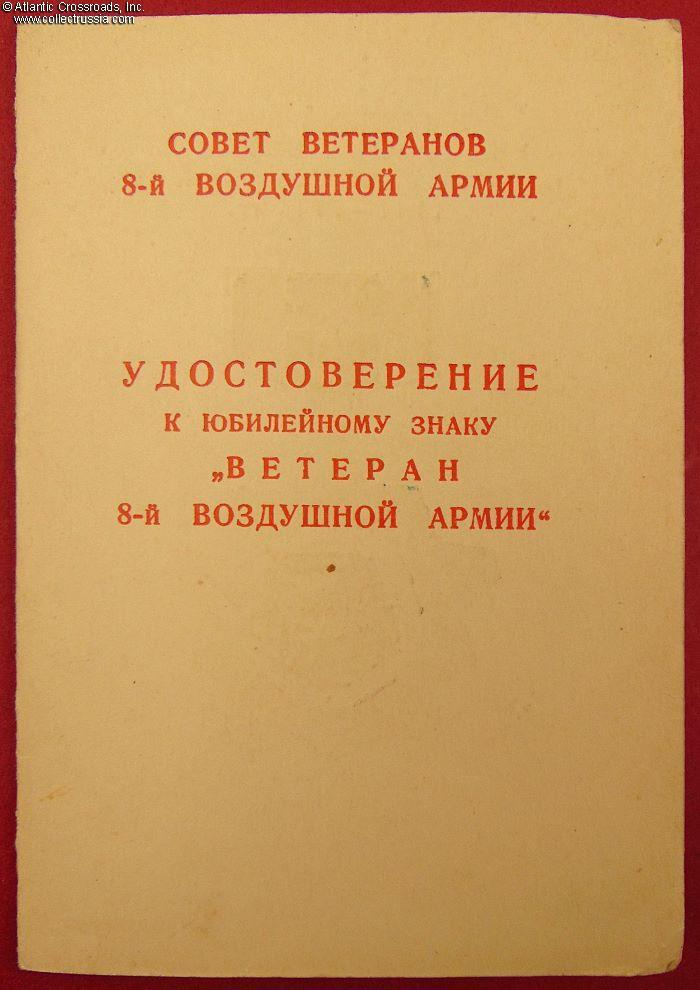 © Atlantic Crossroads, Inc.
www.collectrussia.com
СОВЕТ ВЕТЕРАНОВ
8-й ВОЗДУШНОЙ АРМИИ
УДОСТОВЕРЕНИЕ
К ЮБИЛЕЙНОМУ ЗНАКУ
„ВЕТЕРАН
8-й ВОЗДУШНОЙ АРМИИ“